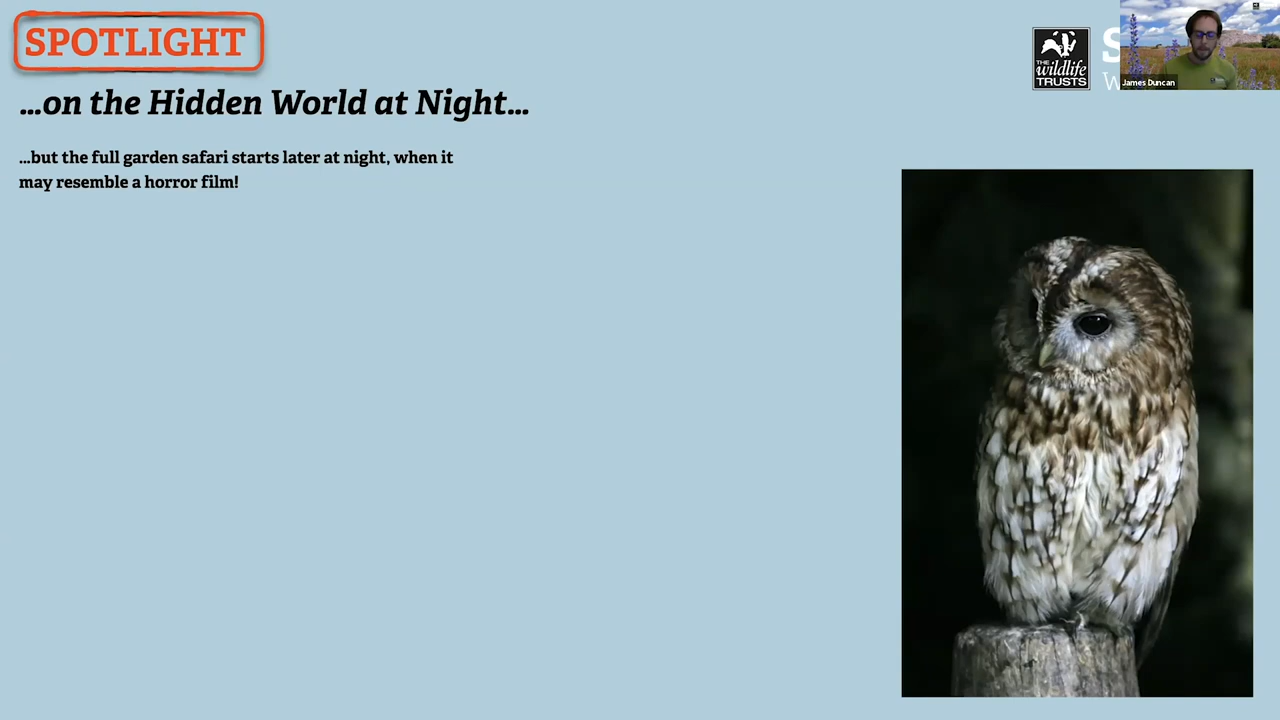 SPOTLIGHT
...on the Hidden World at Night...
...but the full garden safari starts later at night, when it
may resemble a horror film!
THE
wildlife
TRUSTS
James Duncan